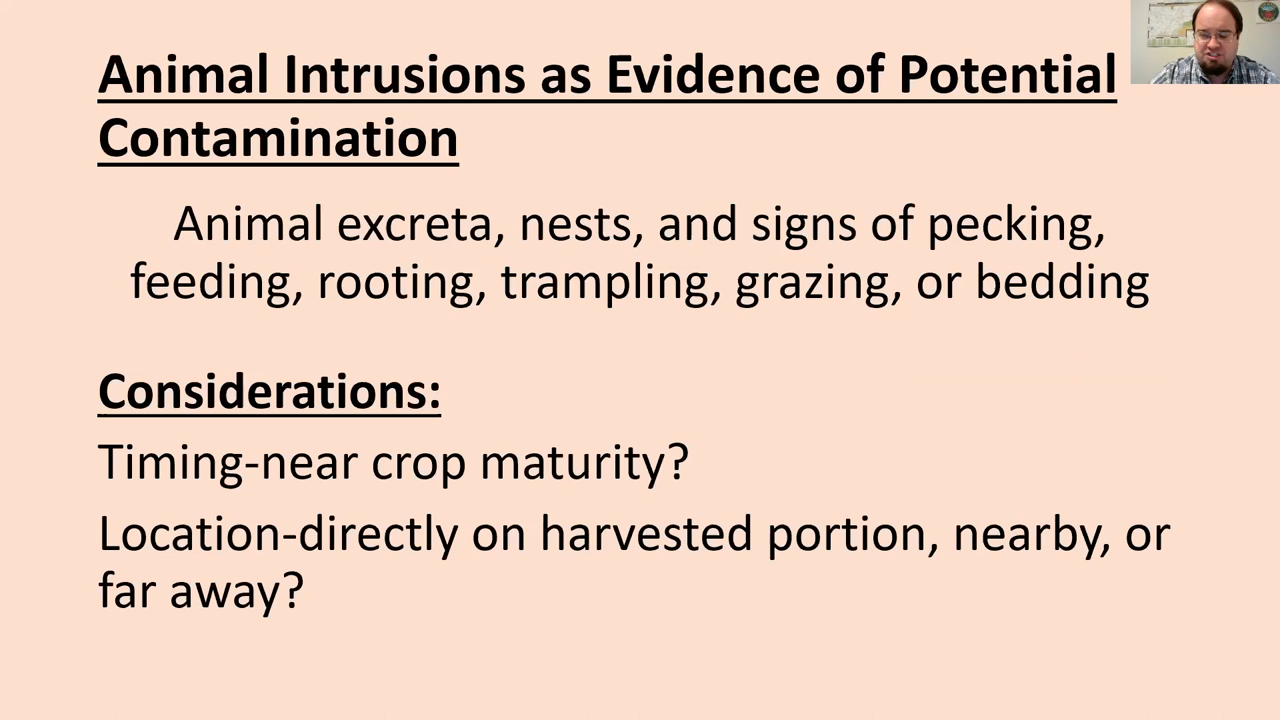 Animal Intrusions as Evidence of Potential
Contamination
Animal excreta, nests, and signs of pecking,
feeding, rooting, trampling, grazing, or bedding
Considerations:
Timing-near crop maturity?
Location-directly on harvested portion, nearby, or
far away?